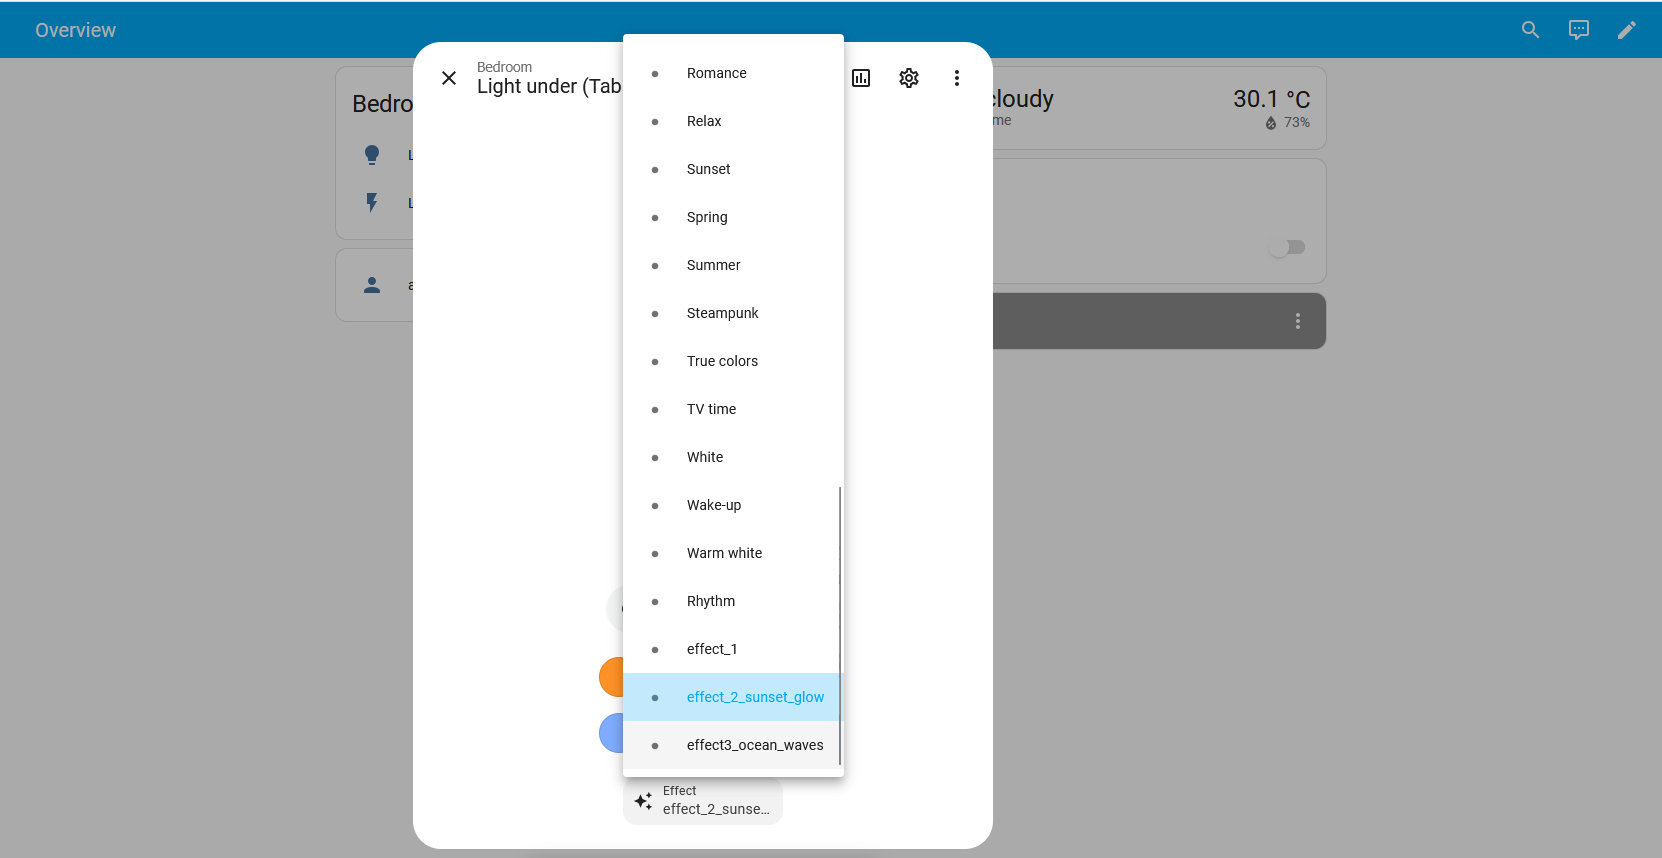 Overview
Bedroom
Light under (Tab
Bedro
L
L
a
cloudy
me
30.1 °C
73%
Romance
Relax
Sunset
Spring
Summer
Steampunk
True colors
TV time
White
Wake-up
Warm white
Rhythm
effect_1
effect_2_sunset_glow
effect3_ocean_waves
Effect
effect_2_sunse...